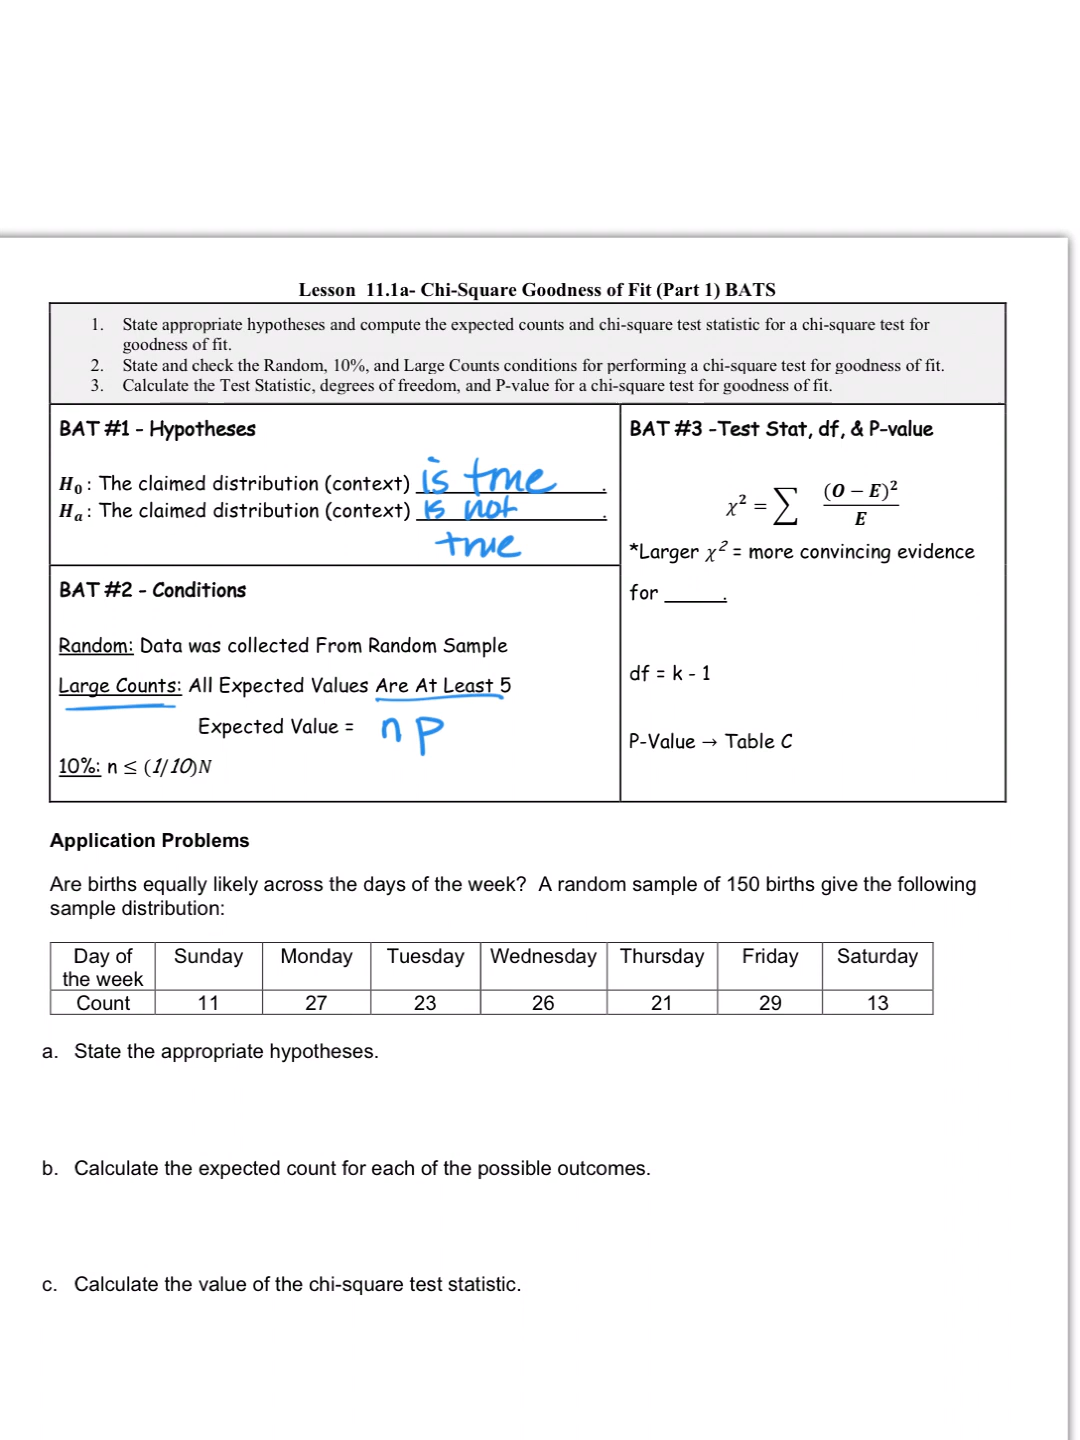 Lesson 11.1a- Chi-Square Goodness of Fit (Part 1) BATS
1. State appropriate hypotheses and compute the expected counts and chi-square test statistic for a chi-square test for
goodness of fit.
2. State and check the Random, 10%, and Large Counts conditions for performing a chi-square test for goodness of fit.
3. Calculate the Test Statistic, degrees of freedom, and P-value for a chi-square test for goodness of fit.
BAT #1 - Hypotheses
H₀: The claimed distribution (context) is true.
Hₐ: The claimed distribution (context) is not.
true
BAT #2 - Conditions
Random: Data was collected From Random Sample
Large Counts: All Expected Values Are At Least 5
Expected Value = np
10%: n ≤ (1/10)N
BAT #3 -Test Stat, df, & P-value
χ² = ∑ (O − E)² / E
*Larger χ² = more convincing evidence
for _____.
df = k - 1
P-Value → Table C
Application Problems
Are births equally likely across the days of the week? A random sample of 150 births give the following
sample distribution:
Day of the week Sunday Monday Tuesday Wednesday Thursday Friday Saturday
Count 11 27 23 26 21 29 13
a. State the appropriate hypotheses.
b. Calculate the expected count for each of the possible outcomes.
c. Calculate the value of the chi-square test statistic.